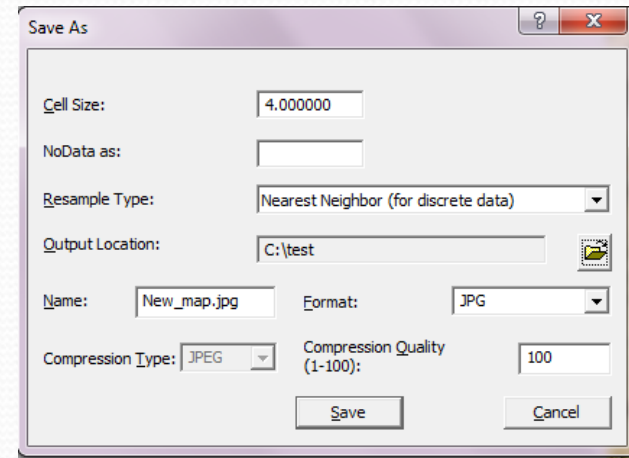 Save As
?
X
Cell Size: 4.000000
NoData as:
Resample Type: Nearest Neighbor (for discrete data)
Output Location: C:\test
Name: New_map.jpg Format: JPG
Compression Type: JPEG Compression Quality (1-100): 100
Save Cancel